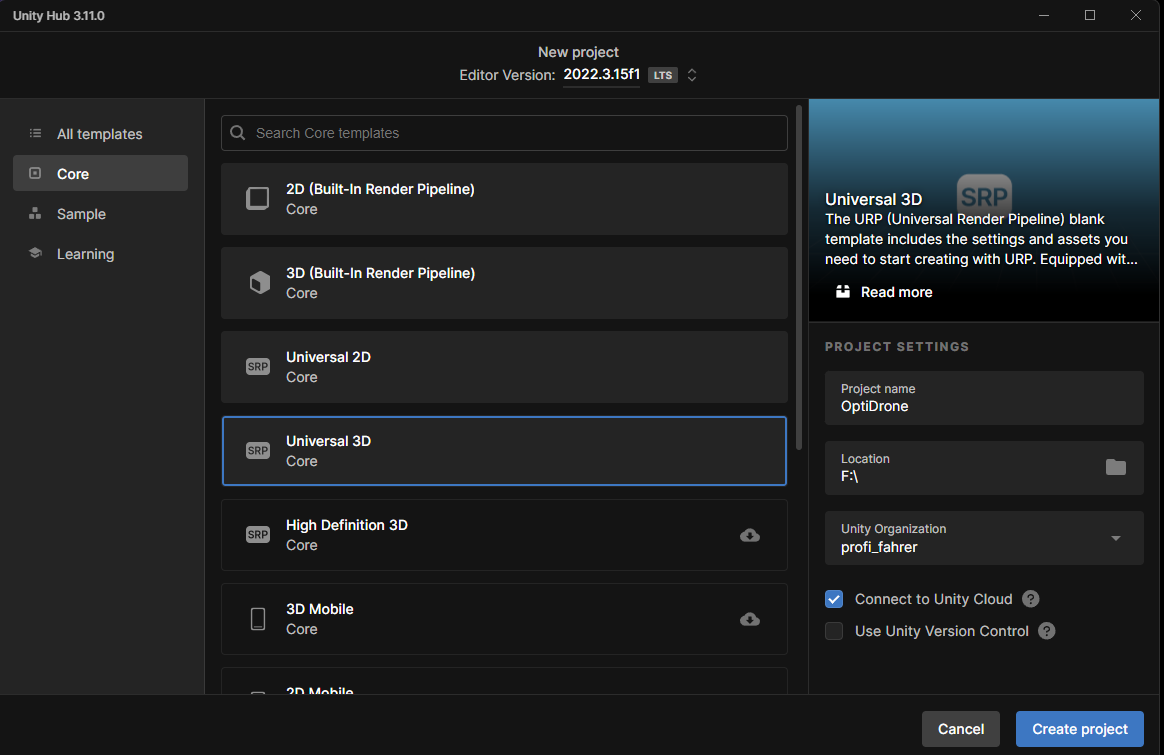 Unity Hub 3.11.0
New project
Editor Version: 2022.3.15f1 LTS
All templates
Core
Sample
Learning
Search Core templates
2D (Built-In Render Pipeline)
Core
3D (Built-In Render Pipeline)
Core
SRP
Universal 2D
Core
SRP
Universal 3D
Core
SRP
High Definition 3D
Core
3D Mobile
Core
2D Mobile
SRP
Universal 3D
The URP (Universal Render Pipeline) blank
template includes the settings and assets you
need to start creating with URP. Equipped wit...
Read more
PROJECT SETTINGS
Project name
OptiDrone
Location
F:\
Unity Organization
profi_fahrer
Connect to Unity Cloud ?
Use Unity Version Control ?
Cancel
Create project